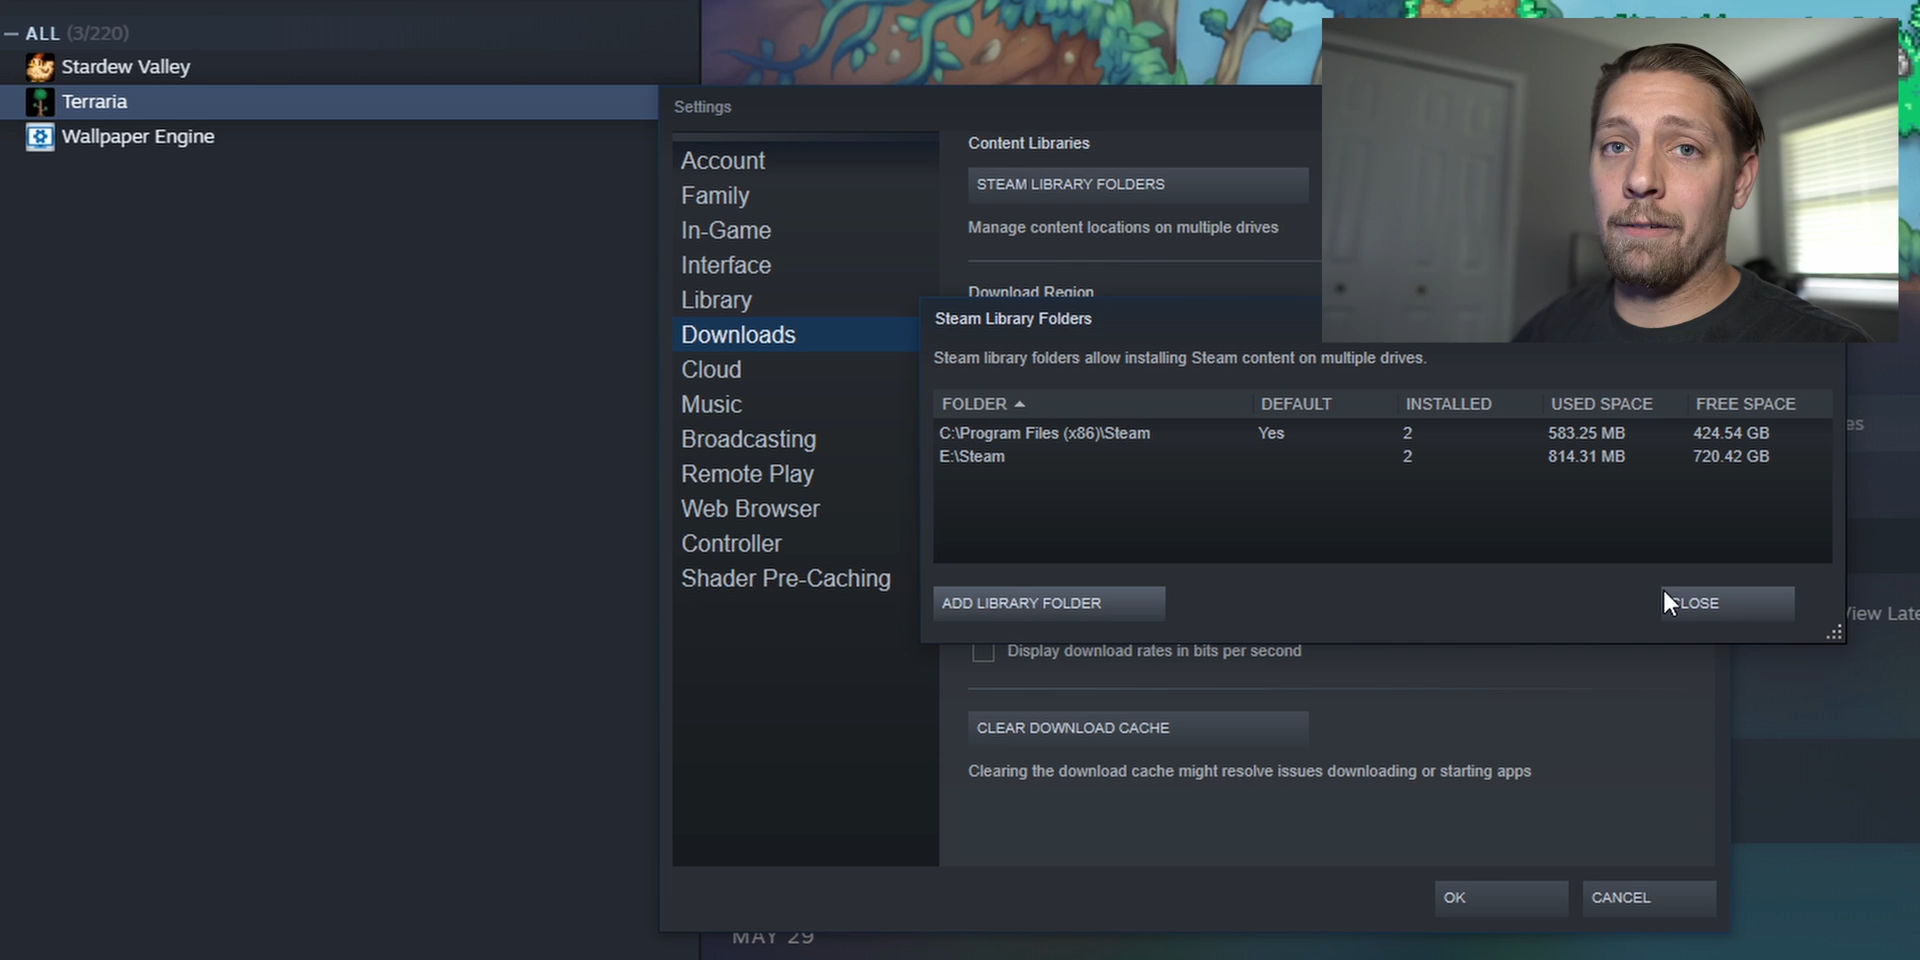 ALL (3/220)
Stardew Valley
Terraria
Wallpaper Engine
Settings
Account
Family
In-Game
Interface
Library
Downloads
Cloud
Music
Broadcasting
Remote Play
Web Browser
Controller
Shader Pre-Caching
Content Libraries
STEAM LIBRARY FOLDERS
Manage content locations on multiple drives
Download Region
Steam Library Folders
Steam library folders allow installing Steam content on multiple drives.
FOLDER DEFAULT INSTALLED USED SPACE FREE SPACE
C:\Program Files (x86)\Steam Yes 2 583.25 MB 424.54 GB
E:\Steam 2 814.31 MB 720.42 GB
ADD LIBRARY FOLDER
CLOSE
Display download rates in bits per second
CLEAR DOWNLOAD CACHE
Clearing the download cache might resolve issues downloading or starting apps
OK
CANCEL
MAY 29
es
View Late